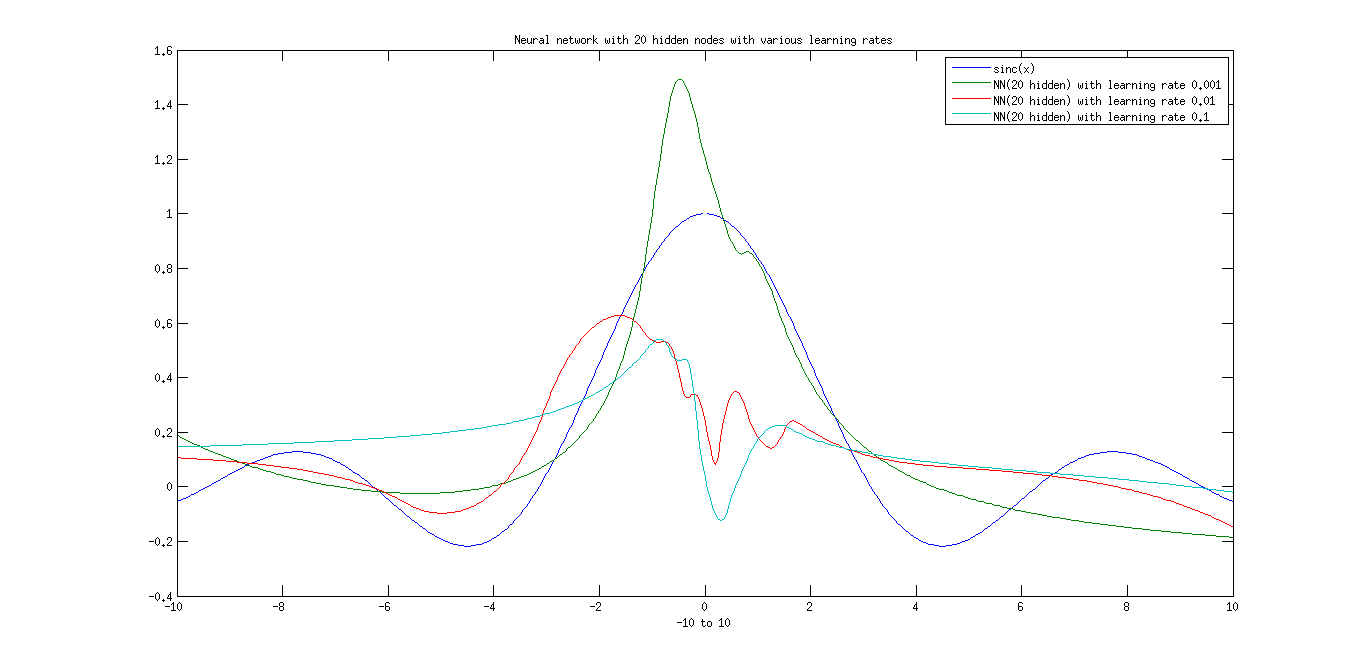 Neural network with 20 hidden nodes with various learning rates
sinc(x)
NN(20 hidden) with learning rate 0.001
NN(20 hidden) with learning rate 0.01
NN(20 hidden) with learning rate 0.1
1.6
1.4
1.2
1
0.8
0.6
0.4
0.2
0
-0.2
-0.4
-10 -8 -6 -4 -2 0 2 4 6 8 10
-10 to 10